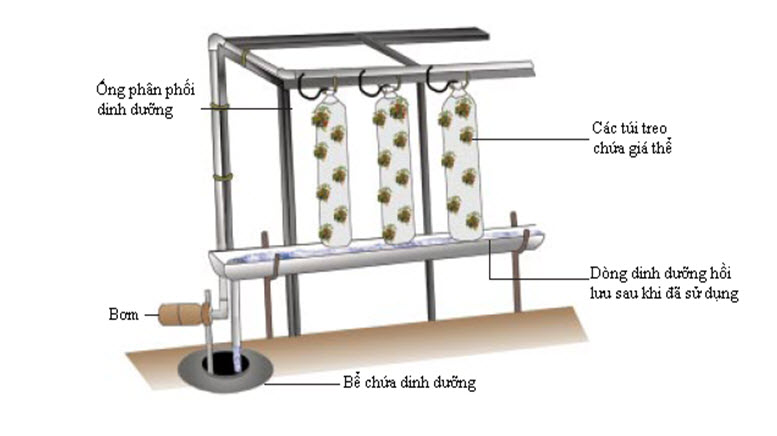 Ống phân phối
dinh dưỡng
Các túi treo
chứa giá thể
Dòng dinh dưỡng hồi
lưu sau khi đã sử dụng
Bơm
Bể chứa dinh dưỡng